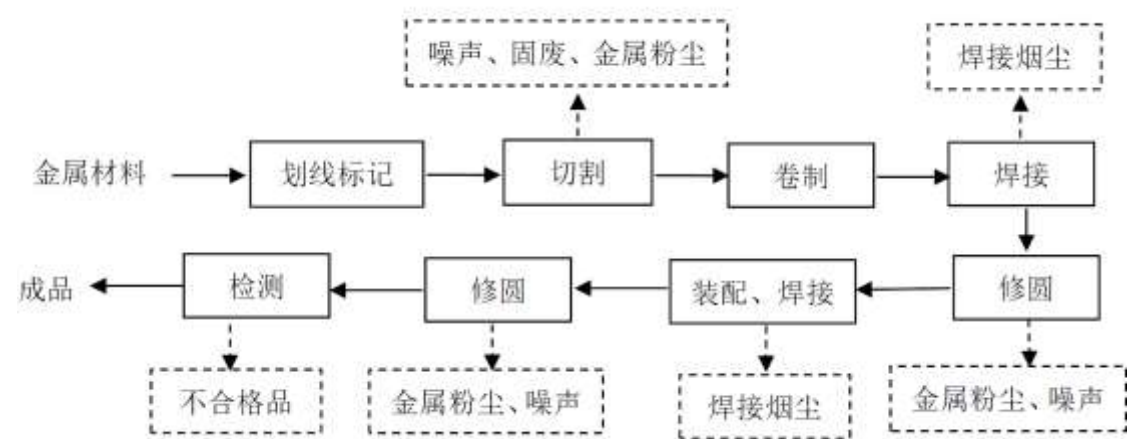 噪声、固废、金属粉尘
焊接烟尘
金属材料
划线标记
切割
卷制
焊接
成品
检测
修圆
装配、焊接
修圆
不合格品
金属粉尘、噪声
焊接烟尘
金属粉尘、噪声